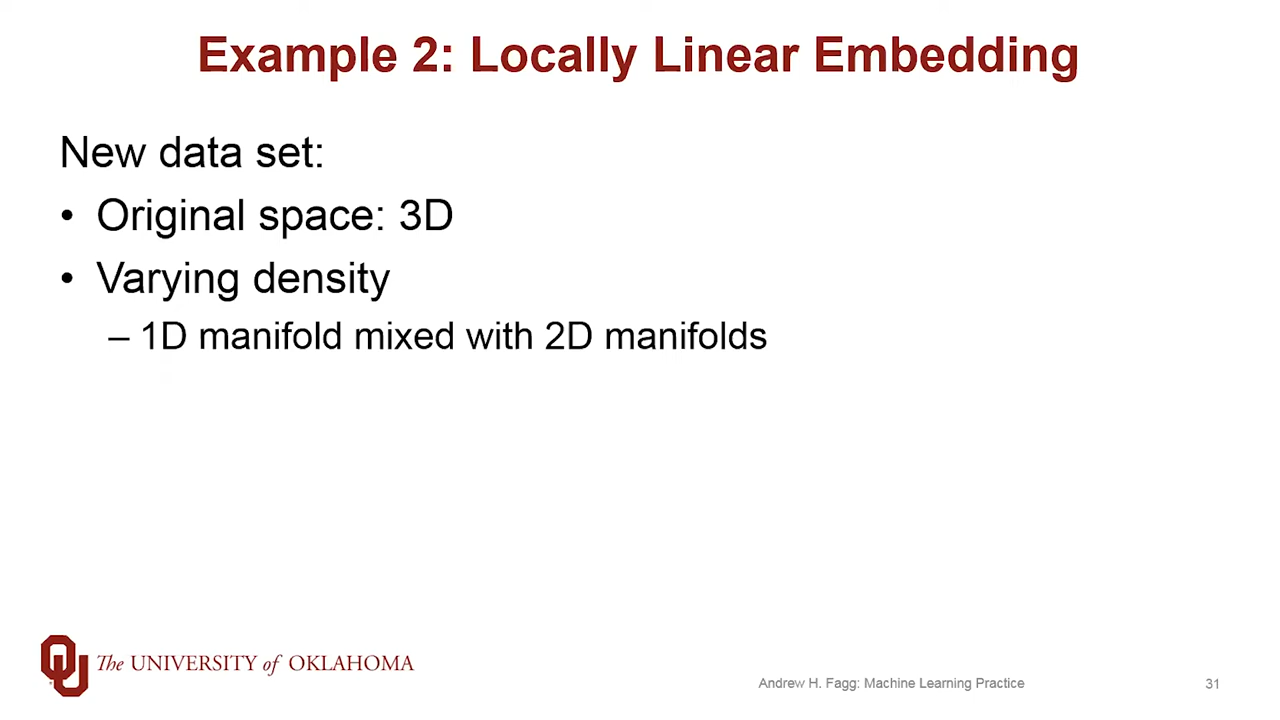 Example 2: Locally Linear Embedding
New data set:
• Original space: 3D
• Varying density
– 1D manifold mixed with 2D manifolds
The UNIVERSITY of OKLAHOMA
Andrew H. Fagg: Machine Learning Practice
31